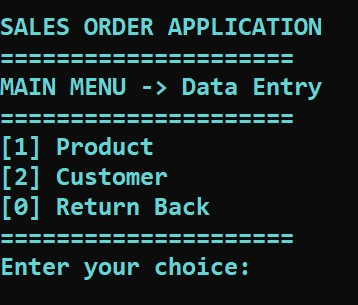 SALES ORDER APPLICATION
=====================
MAIN MENU -> Data Entry
=====================
[1] Product
[2] Customer
[0] Return Back
=====================
Enter your choice: